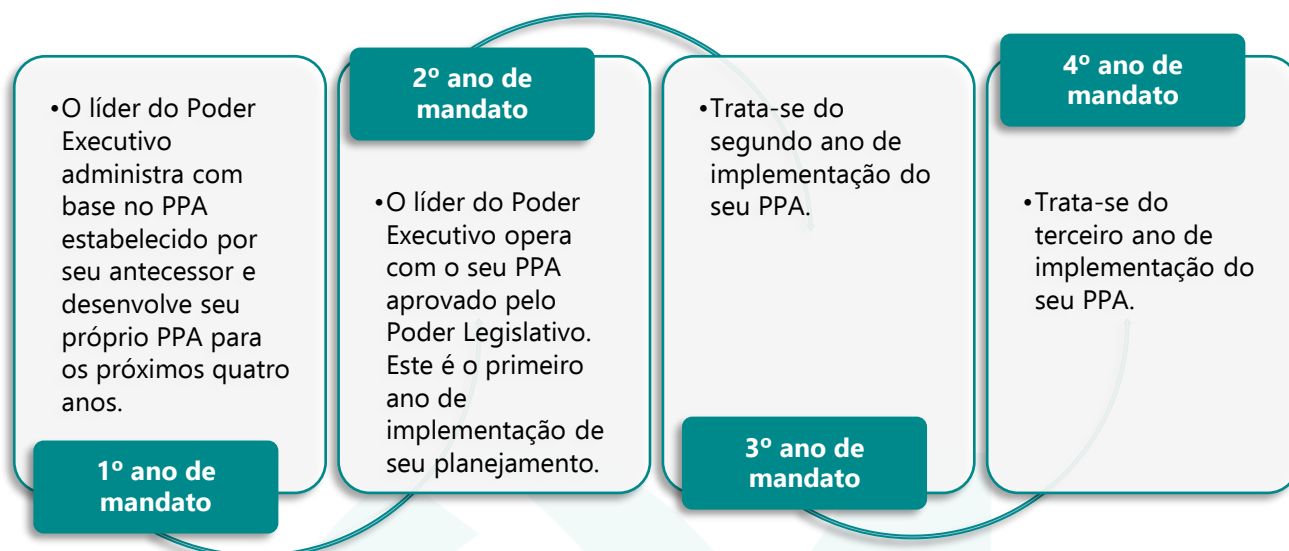 •O líder do Poder
Executivo
administra com
base no PPA
estabelecido por
seu antecessor e
desenvolve seu
próprio PPA para
os próximos quatro
anos.
1º ano de
mandato
2º ano de
mandato
•O líder do Poder
Executivo opera
com o seu PPA
aprovado pelo
Poder Legislativo.
Este é o primeiro
ano de
implementação de
seu planejamento.
•Trata-se do
segundo ano de
implementação do
seu PPA.
3º ano de
mandato
4º ano de
mandato
•Trata-se do
terceiro ano de
implementação do
seu PPA.